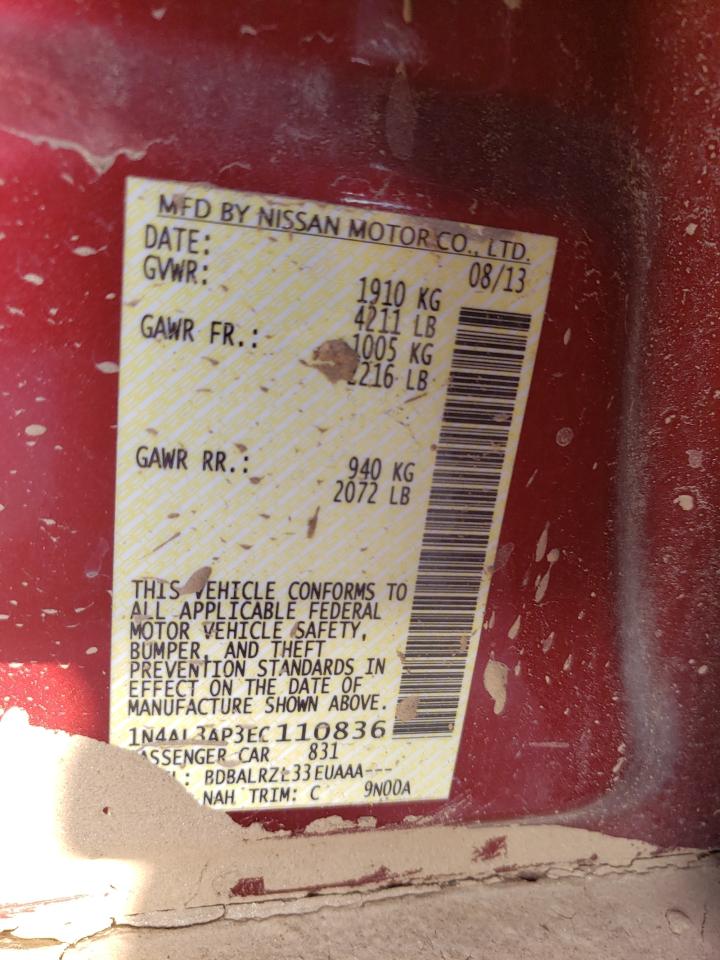 MFD BY NISSAN MOTOR CO., LTD.
DATE: 08/13
GVWR: 1910 KG
4211 LB
GAWR FR.: 1005 KG
2216 LB
GAWR RR.: 940 KG
2072 LB
THIS VEHICLE CONFORMS TO
ALL APPLICABLE FEDERAL
MOTOR VEHICLE SAFETY,
BUMPER, AND THEFT
PREVENTION STANDARDS IN
EFFECT ON THE DATE OF
MANUFACTURE SHOWN ABOVE.
1N4AL3AP3EC110836
PASSENGER CAR 831
BDBALRZL33EUAAA---
NAH TRIM: C 9N00A